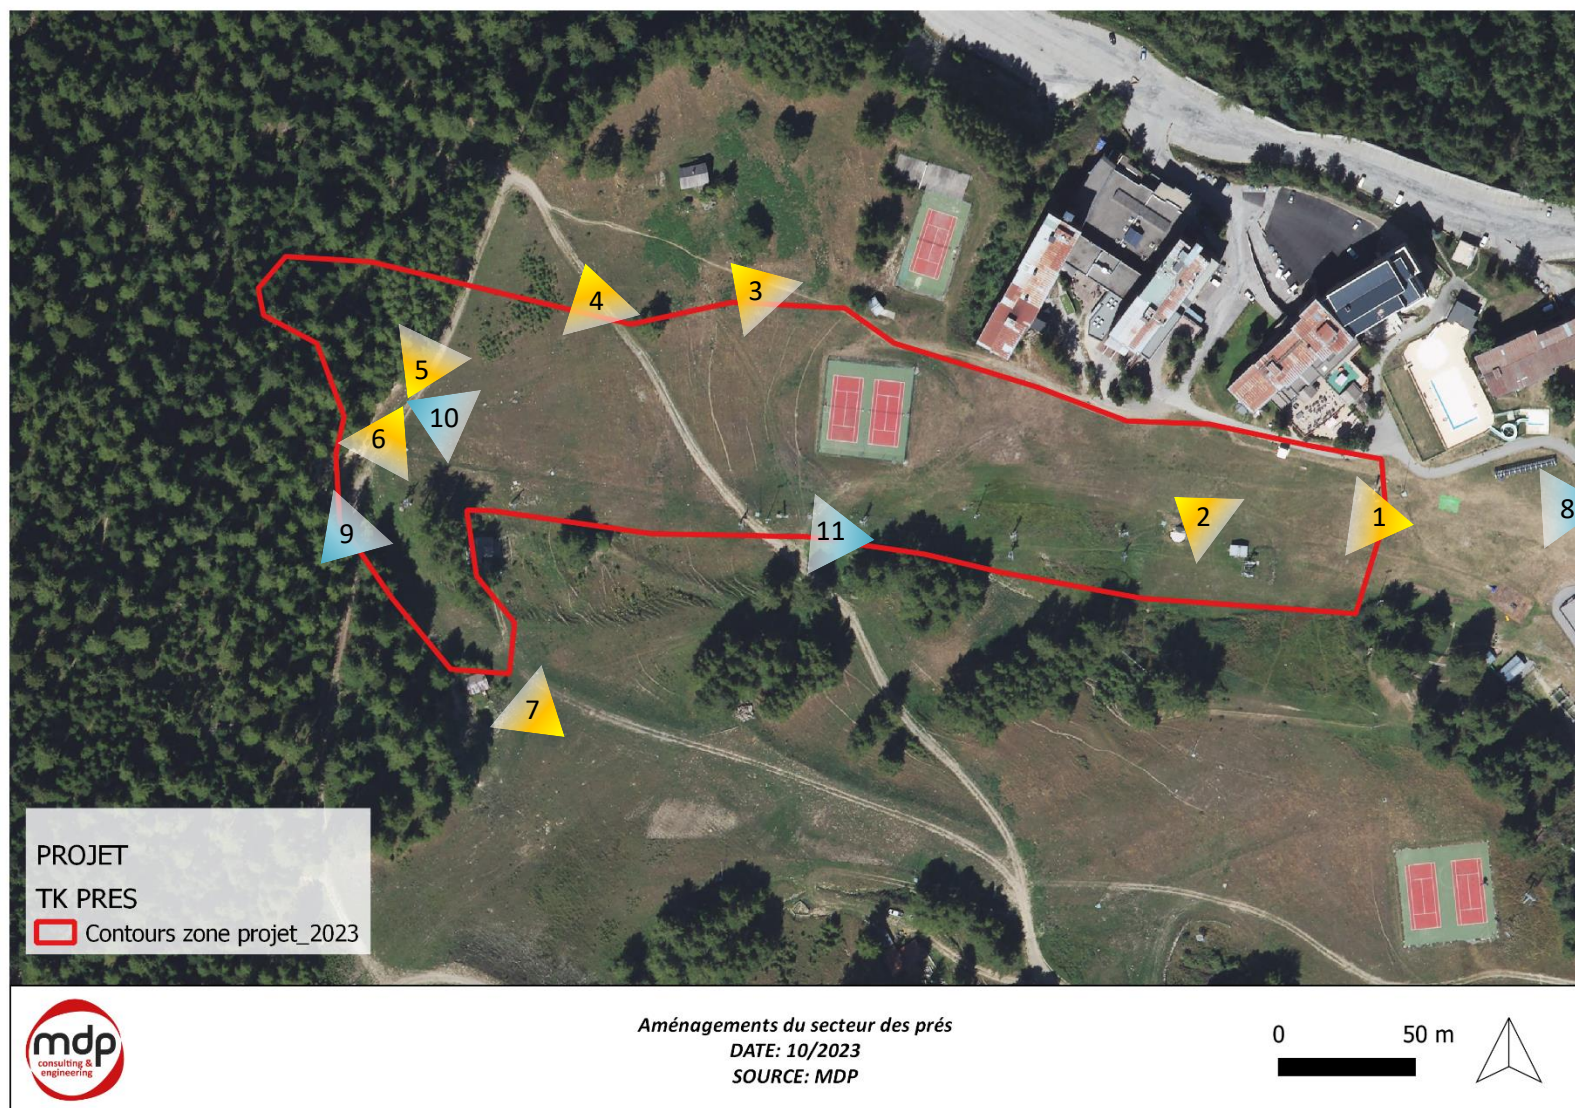 3
4
5
10
6
9
11
2
1
8
7
PROJET
TK PRES
Contours zone projet_2023
mdp
consulting &
engineering
Aménagements du secteur des prés
DATE: 10/2023
SOURCE: MDP
0 50 m